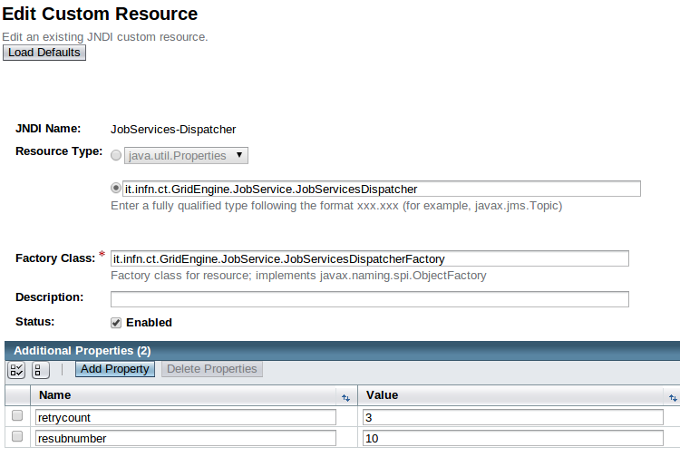 Edit Custom Resource
Edit an existing JNDI custom resource.
Load Defaults
JNDI Name: JobServices-Dispatcher
Resource Type: java.util.Properties
it.infn.ct.GridEngine.JobService.JobServicesDispatcher
Enter a fully qualified type following the format xxx.xxx (for example, javax.jms.Topic)
Factory Class: * it.infn.ct.GridEngine.JobService.JobServicesDispatcherFactory
Factory class for resource; implements javax.naming.spi.ObjectFactory
Description:
Status: Enabled
Additional Properties (2)
Add Property Delete Properties
Name Value
retrycount 3
resubnumber 10